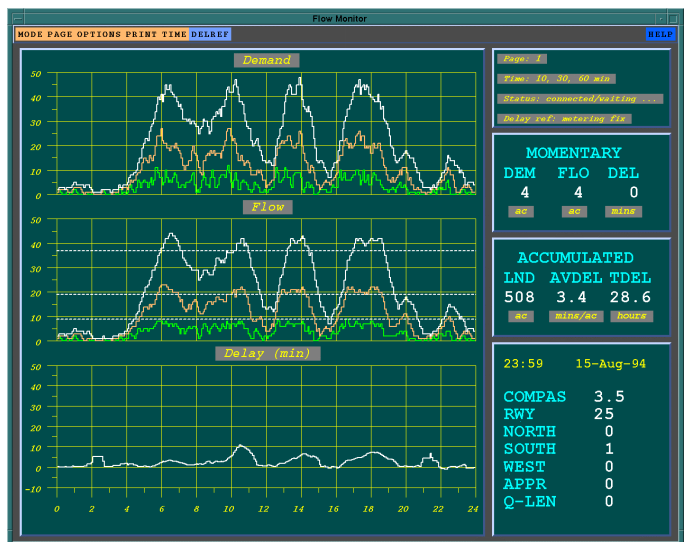 Flow Monitor
MODE PAGE OPTIONS PRINT TIME DELREF HELP
Demand
50
40
30
20
10
0
Flow
50
40
30
20
10
0
Delay (min)
50
40
30
20
10
0
-10
0 2 4 6 8 10 12 14 16 18 20 22 24
Page: 1
Time: 10, 30, 60 min
Status: connected/waiting ...
Delay ref: metering fix
MOMENTARY
DEM FLO DEL
4 4 0
ac ac mins
ACCUMULATED
LND AVDEL TDEL
508 3.4 28.6
ac mins/ac hours
23:59 15-Aug-94
COMPAS 3.5
RWY 25
NORTH 0
SOUTH 1
WEST 0
APPR 0
Q-LEN 0